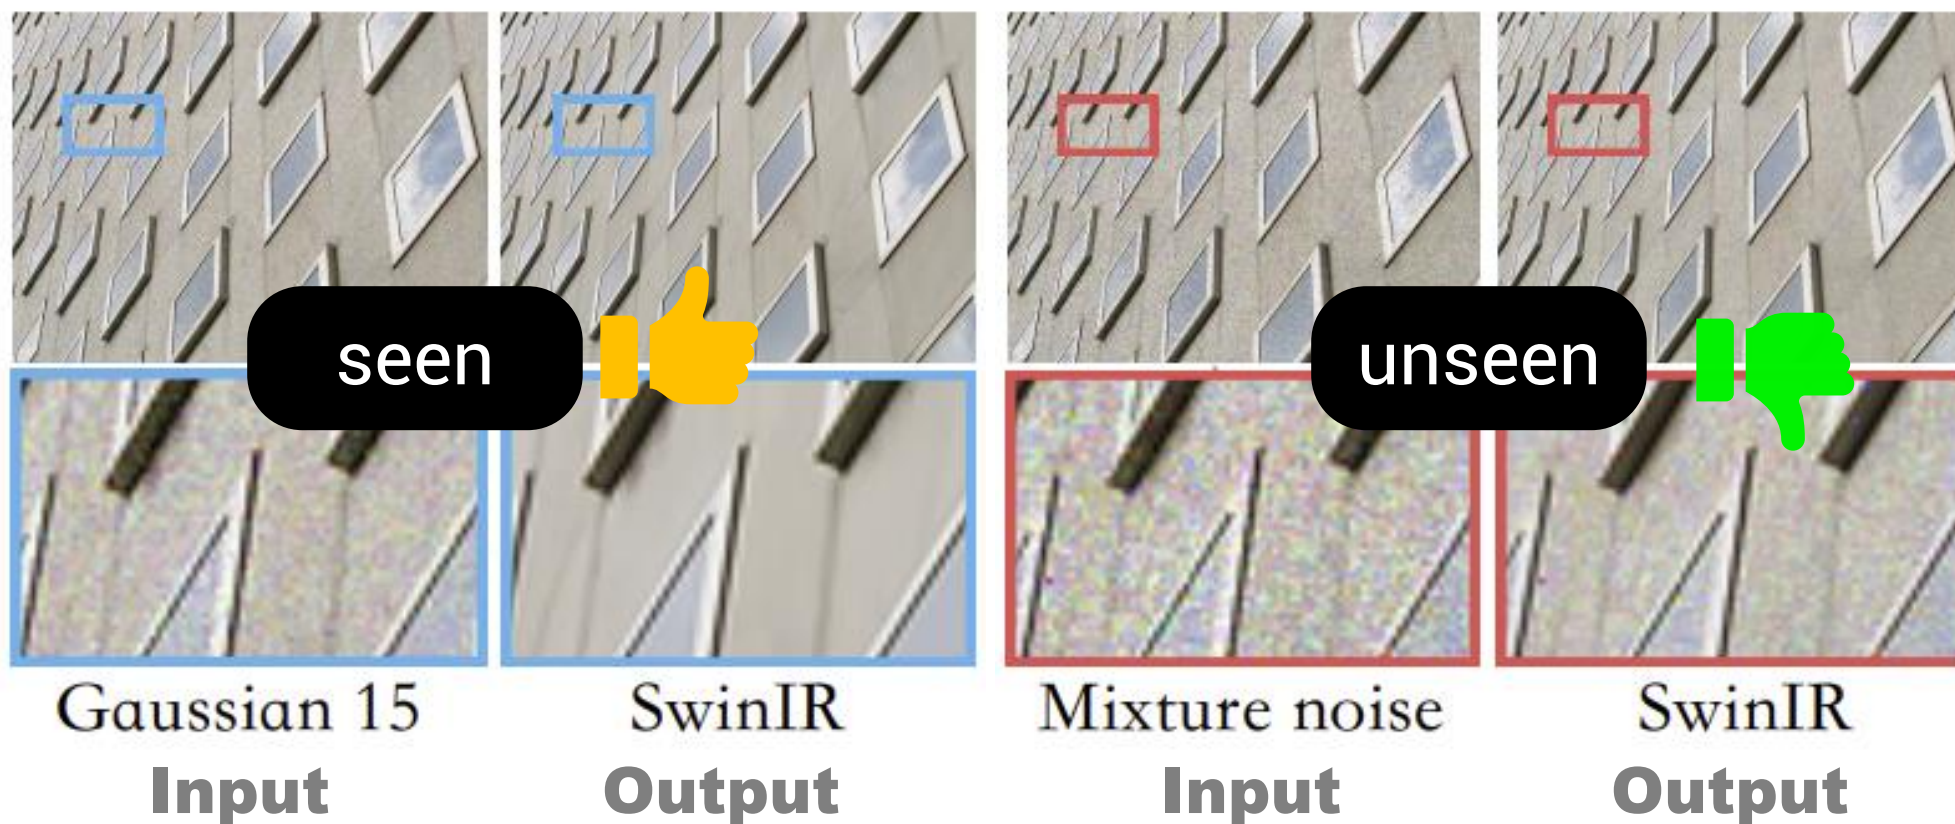 seen
unseen
Gaussian 15
SwinIR
Mixture noise
SwinIR
Input
Output
Input
Output